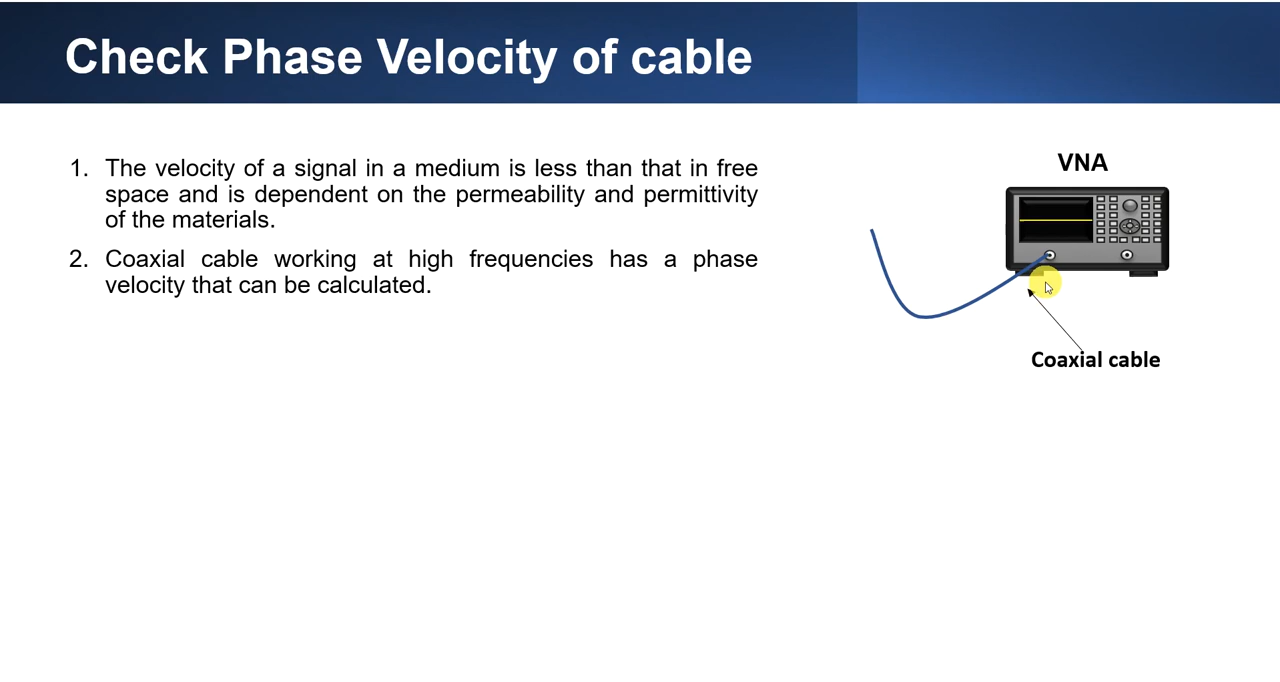 Check Phase Velocity of cable
1. The velocity of a signal in a medium is less than that in free
space and is dependent on the permeability and permittivity
of the materials.
2. Coaxial cable working at high frequencies has a phase
velocity that can be calculated.
VNA
Coaxial cable